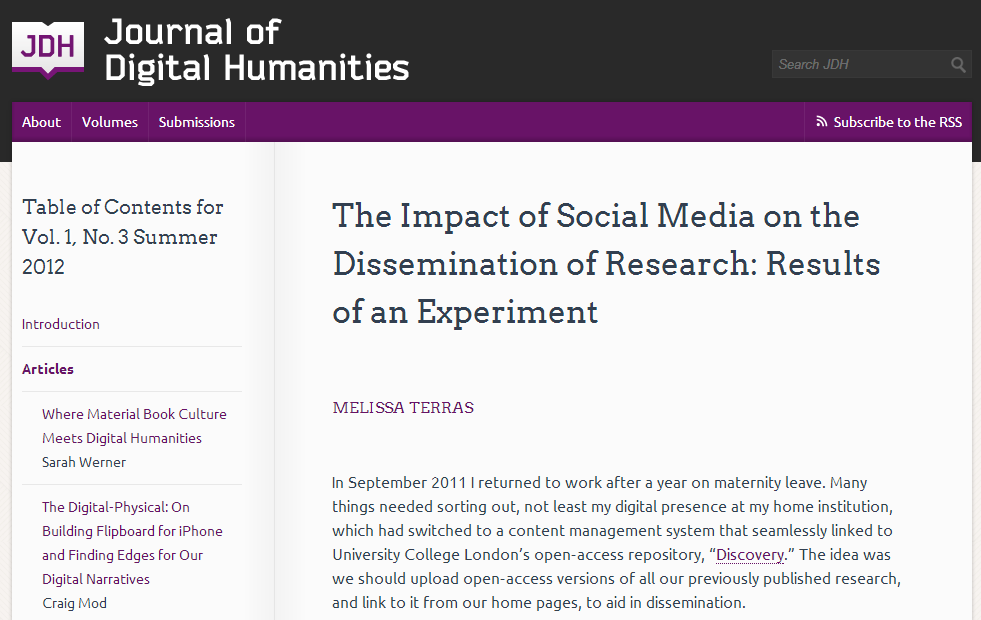 JDH
Journal of
Digital Humanities
Search JDH
About
Volumes
Submissions
Subscribe to the RSS
Table of Contents for
Vol. 1, No. 3 Summer
2012
Introduction
Articles
Where Material Book Culture
Meets Digital Humanities
Sarah Werner
The Digital-Physical: On
Building Flipboard for iPhone
and Finding Edges for Our
Digital Narratives
Craig Mod
The Impact of Social Media on the
Dissemination of Research: Results
of an Experiment
MELISSA TERRAS
In September 2011 I returned to work after a year on maternity leave. Many
things needed sorting out, not least my digital presence at my home institution,
which had switched to a content management system that seamlessly linked to
University College London’s open-access repository, “Discovery.” The idea was
we should upload open-access versions of all our previously published research,
and link to it from our home pages, to aid in dissemination.